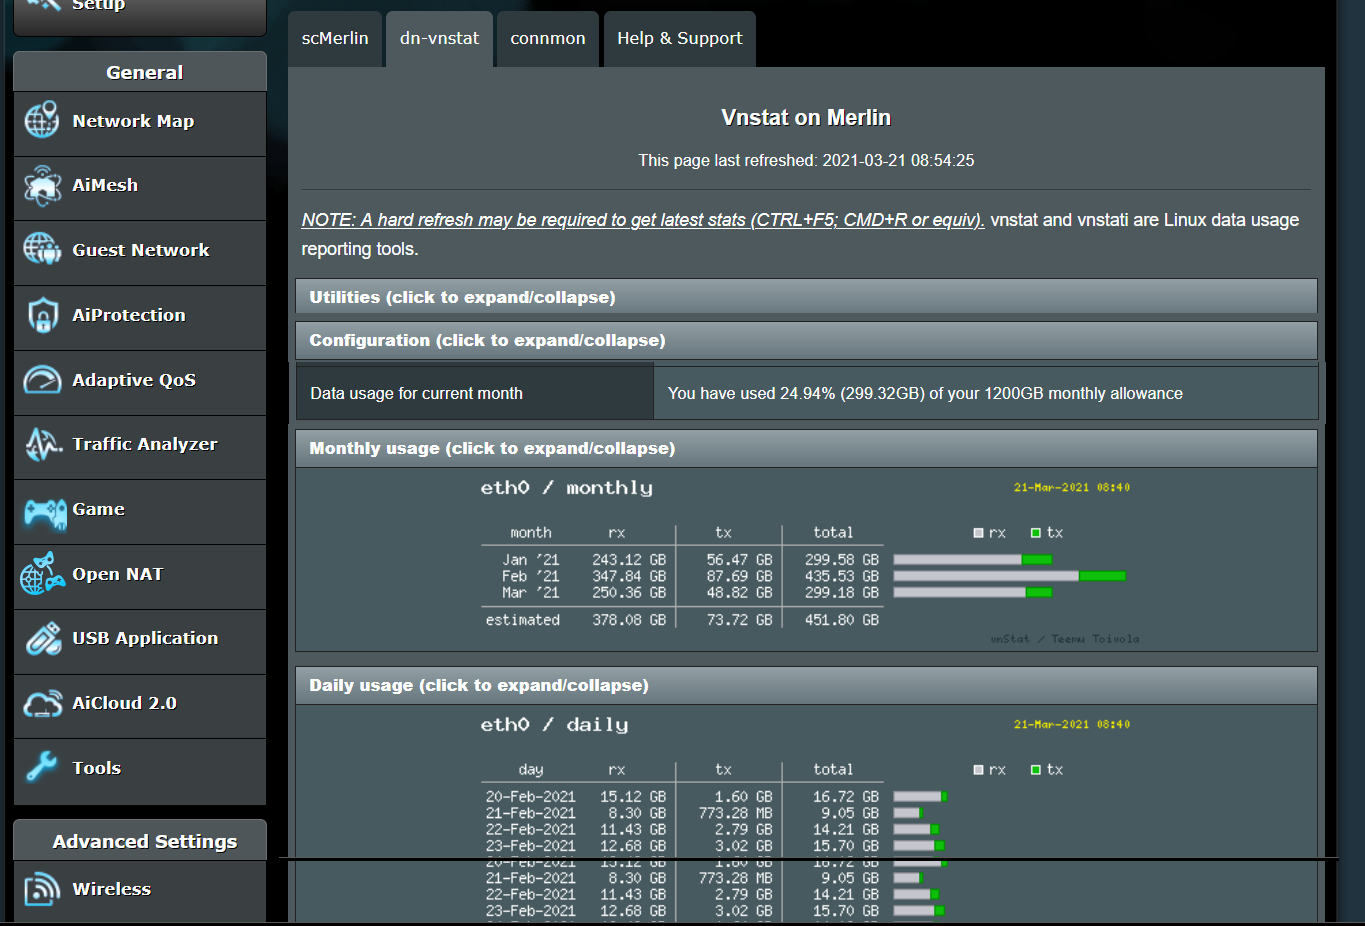 Setup
General
Network Map
AiMesh
Guest Network
AiProtection
Adaptive QoS
Traffic Analyzer
Game
Open NAT
USB Application
AiCloud 2.0
Tools
Advanced Settings
Wireless
scMerlin dn-vnstat connmon Help & Support
Vnstat on Merlin
This page last refreshed: 2021-03-21 08:54:25
NOTE: A hard refresh may be required to get latest stats (CTRL+F5; CMD+R or equiv). vnstat and vnstati are Linux data usage
reporting tools.
Utilities (click to expand/collapse)
Configuration (click to expand/collapse)
Data usage for current month You have used 24.94% (299.32GB) of your 1200GB monthly allowance
Monthly usage (click to expand/collapse)
eth0 / monthly 21-Mar-2021 08:40
month rx tx total rx tx
Jan '21 243.12 GB 56.47 GB 299.58 GB
Feb '21 347.84 GB 87.69 GB 435.53 GB
Mar '21 250.36 GB 48.82 GB 299.18 GB
estimated 378.08 GB 73.72 GB 451.80 GB
vnStat / Teemu Toivola
Daily usage (click to expand/collapse)
eth0 / daily 21-Mar-2021 08:40
day rx tx total rx tx
20-Feb-2021 15.12 GB 1.60 GB 16.72 GB
21-Feb-2021 8.30 GB 773.28 MB 9.05 GB
22-Feb-2021 11.43 GB 2.79 GB 14.21 GB
23-Feb-2021 12.68 GB 3.02 GB 15.70 GB
20-Feb-2021 15.12 GB 1.60 GB 16.72 GB
21-Feb-2021 8.30 GB 773.28 MB 9.05 GB
22-Feb-2021 11.43 GB 2.79 GB 14.21 GB
23-Feb-2021 12.68 GB 3.02 GB 15.70 GB